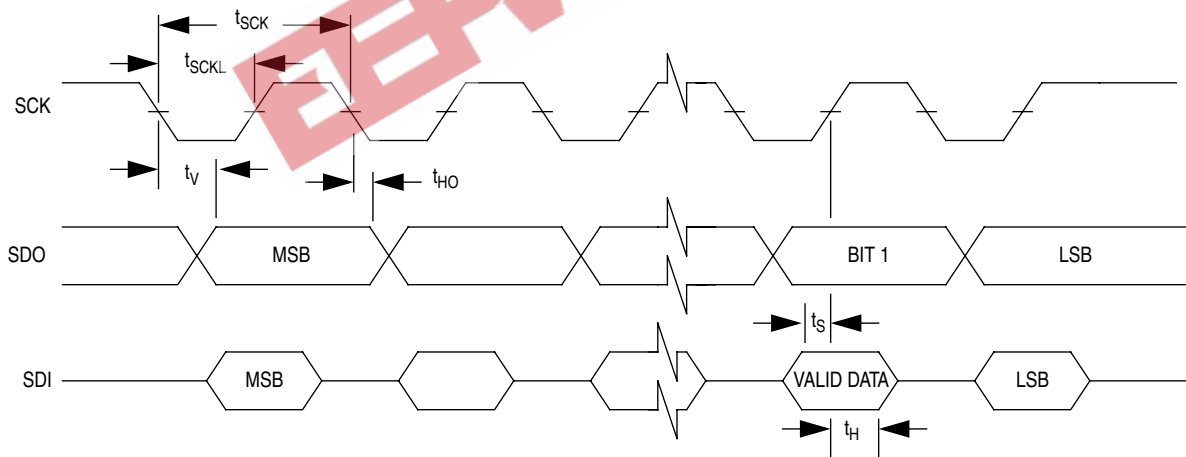 tSCK
tSCKL
SCK
tV
tHO
SDO
MSB
BIT 1
LSB
tS
SDI
MSB
VALID DATA
LSB
tH